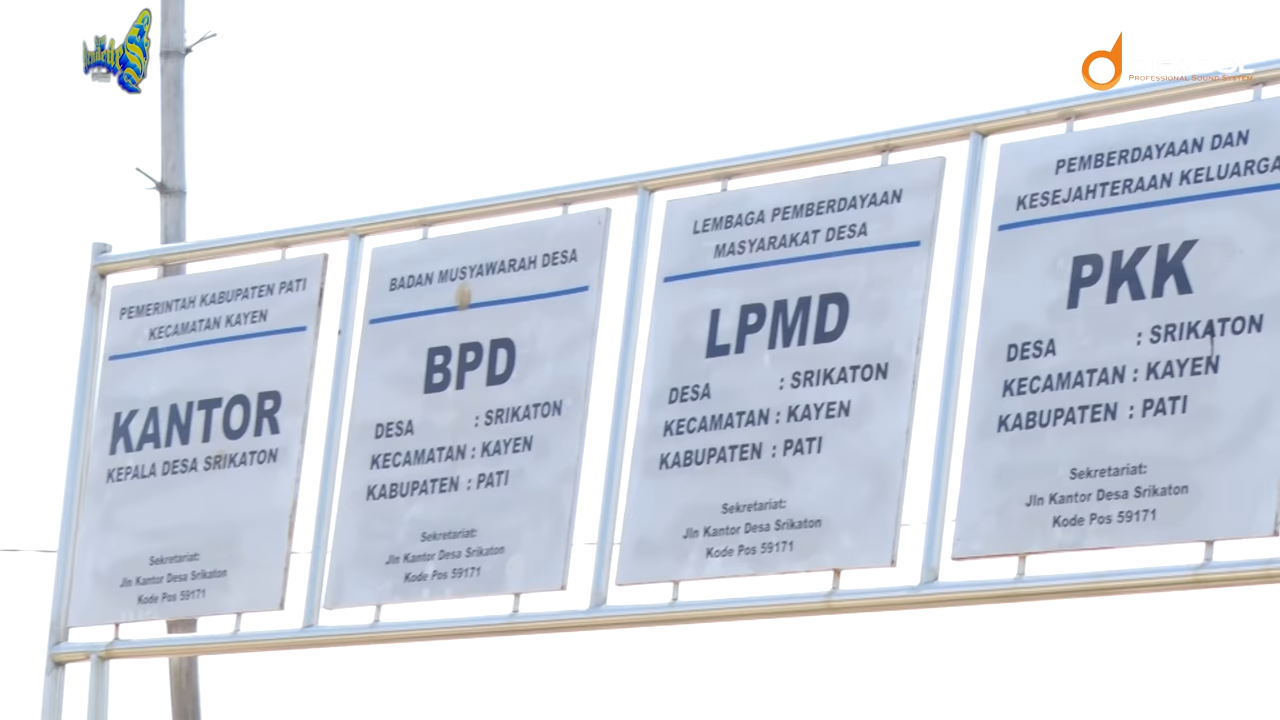 PROFESSIONAL SOUND SYSTEM
PEMERINTAH KABUPATEN PATI
KECAMATAN KAYEN
KANTOR
KEPALA DESA SRIKATON
Sekretariat:
Jln Kantor Desa Srikaton
Kode Pos 59171
BADAN MUSYAWARAH DESA
BPD
DESA : SRIKATON
KECAMATAN : KAYEN
KABUPATEN : PATI
Sekretariat:
Jln Kantor Desa Srikaton
Kode Pos 59171
LEMBAGA PEMBERDAYAAN
MASYARAKAT DESA
LPMD
DESA : SRIKATON
KECAMATAN : KAYEN
KABUPATEN : PATI
Sekretariat:
Jln Kantor Desa Srikaton
Kode Pos 59171
PEMBERDAYAAN DAN
KESEJAHTERAAN KELUARGA
PKK
DESA : SRIKATON
KECAMATAN : KAYEN
KABUPATEN : PATI
Sekretariat:
Jln Kantor Desa Srikaton
Kode Pos 59171